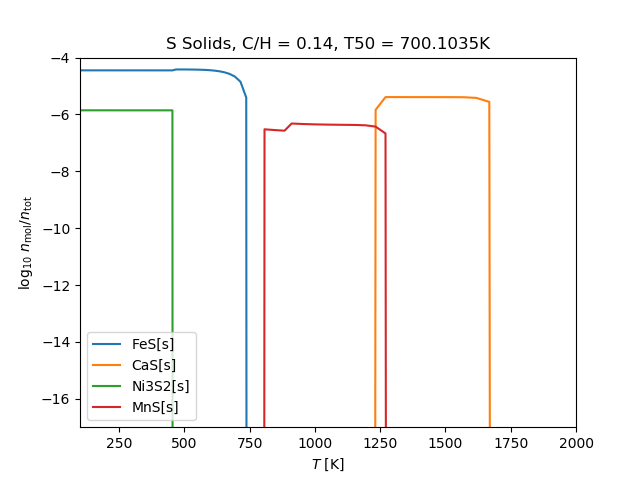 S Solids, C/H = 0.14, T50 = 700.1035K
log₁₀ n_mol/n_tot
−4
−6
−8
−10
−12
−14
−16
FeS[s]
CaS[s]
Ni3S2[s]
MnS[s]
250 500 750 1000 1250 1500 1750 2000
T [K]